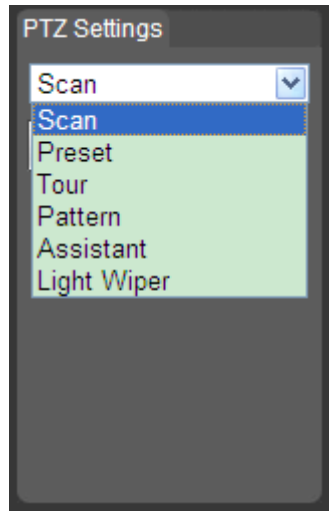 PTZ Settings
Scan
Scan
Preset
Tour
Pattern
Assistant
Light Wiper